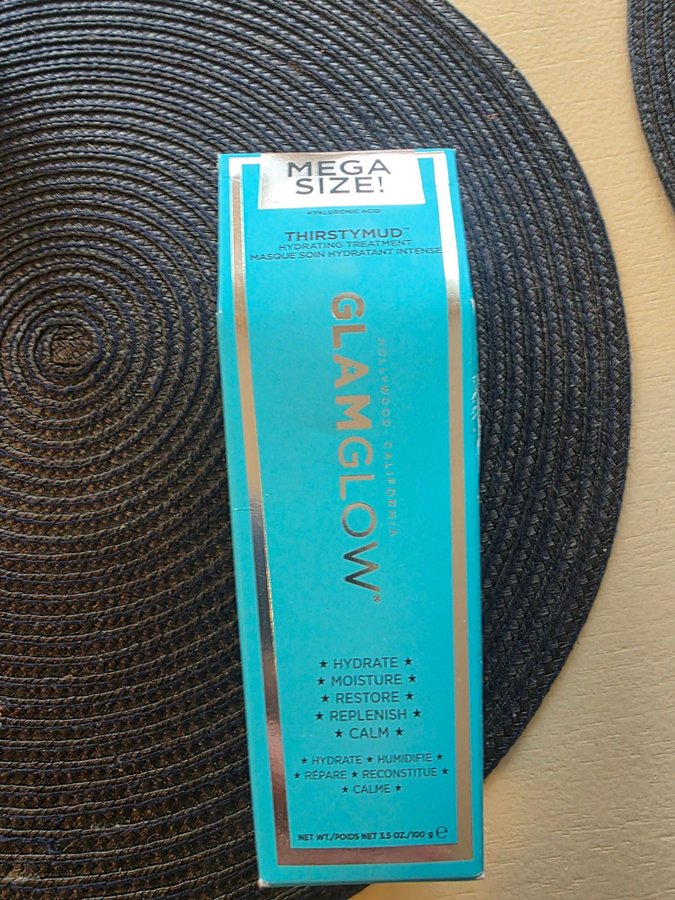 MEGA
SIZE!
HYALURONIC ACID
THIRSTYMUD™
HYDRATING TREATMENT
MASQUE SOIN HYDRATANT INTENSE
GLAMGLOW®
HOLLYWOOD CALIFORNIA
★ HYDRATE ★
★ MOISTURE ★
★ RESTORE ★
★ REPLENISH ★
★ CALM ★
★ HYDRATE ★ HUMIDIFIE ★
★ RÉPARE ★ RECONSTITUE ★
★ CALME ★
NET WT./POIDS NET 3.5 OZ./100 g ℮